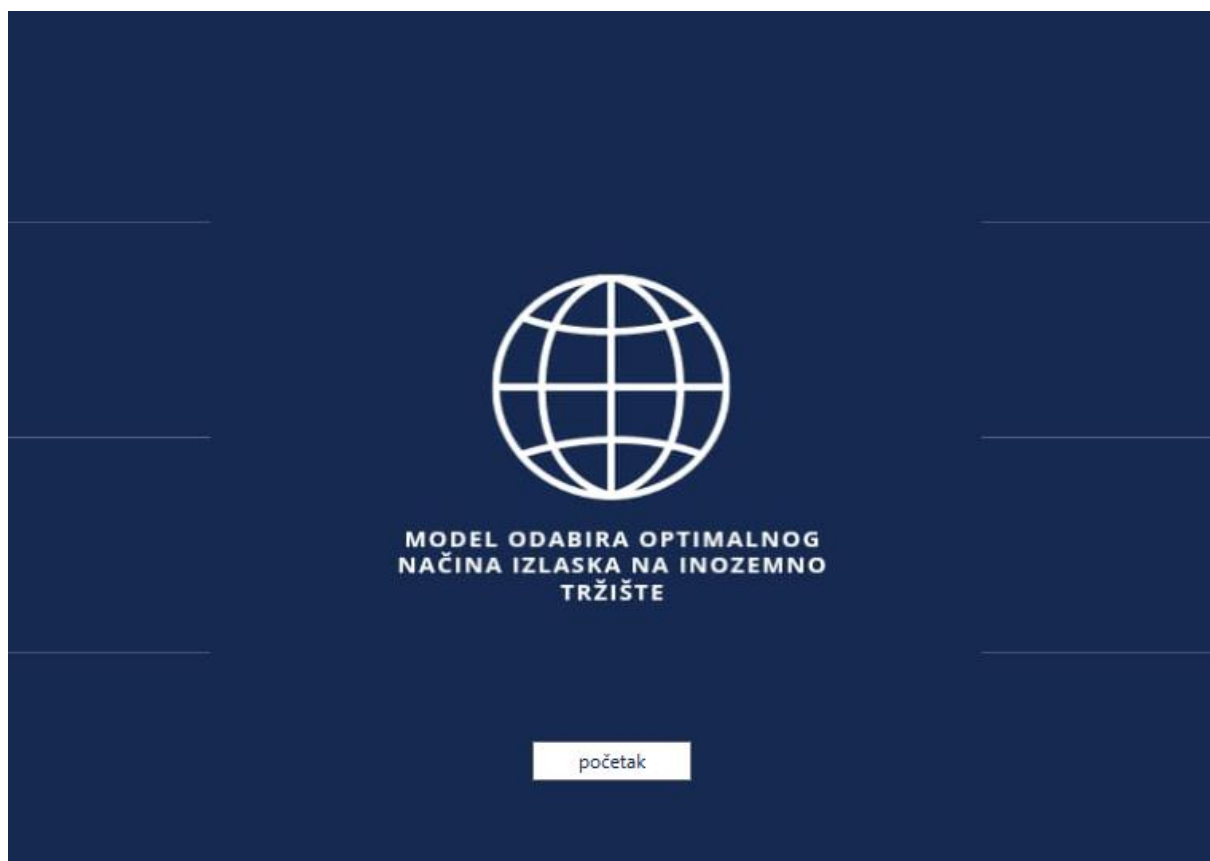 MODEL ODABIRA OPTIMALNOG
NAČINA IZLASKA NA INOZEMNO
TRŽIŠTE
početak